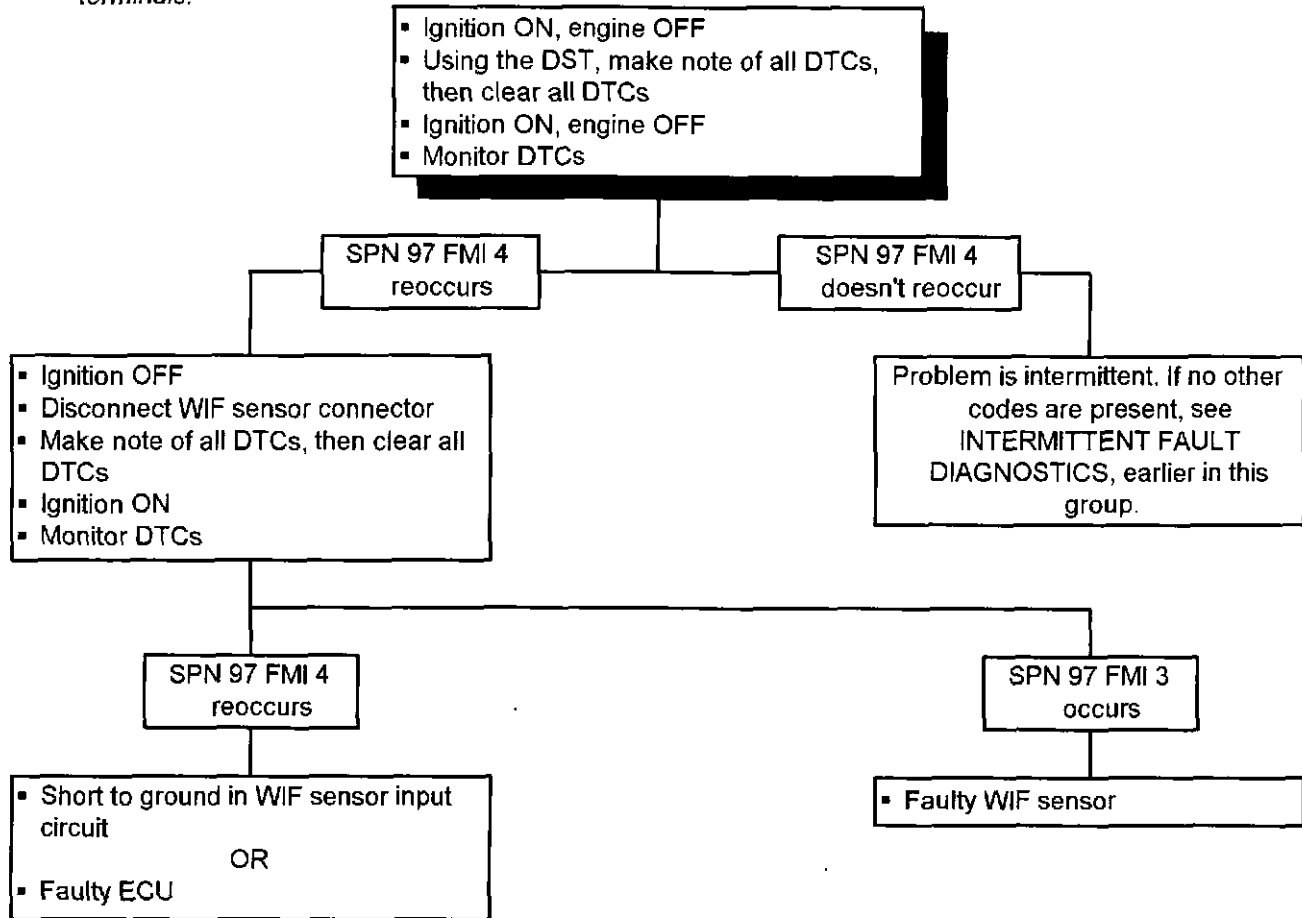 terminals.
▪ Ignition ON, engine OFF
▪ Using the DST, make note of all DTCs,
then clear all DTCs
▪ Ignition ON, engine OFF
▪ Monitor DTCs
SPN 97 FMI 4
reoccurs
SPN 97 FMI 4
doesn't reoccur
▪ Ignition OFF
▪ Disconnect WIF sensor connector
▪ Make note of all DTCs, then clear all
DTCs
▪ Ignition ON
▪ Monitor DTCs
Problem is intermittent. If no other
codes are present, see
INTERMITTENT FAULT
DIAGNOSTICS, earlier in this
group.
SPN 97 FMI 4
reoccurs
SPN 97 FMI 3
occurs
▪ Short to ground in WIF sensor input
circuit
OR
▪ Faulty ECU
▪ Faulty WIF sensor